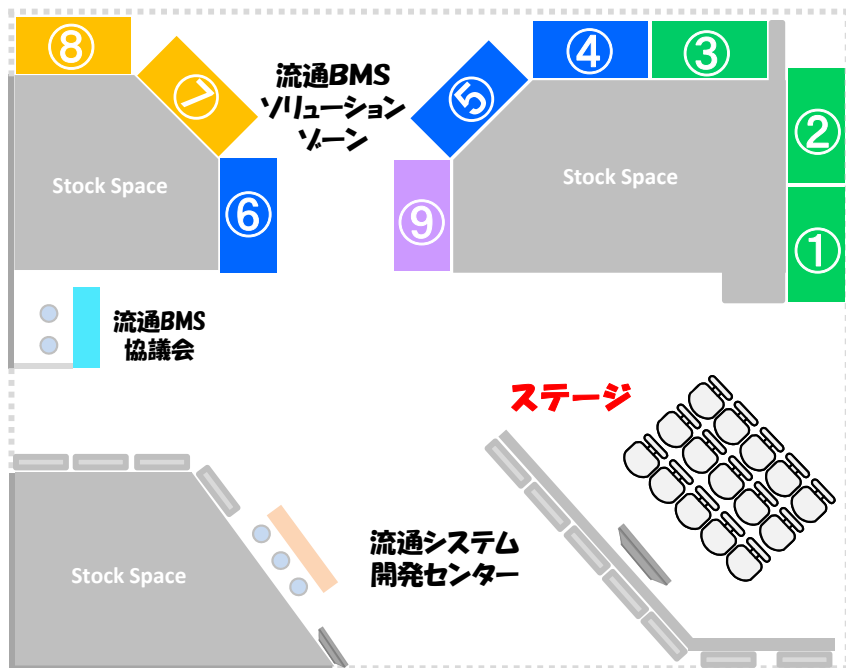 ⑧
⑦
流通BMS
ソリューション
ゾーン
⑤
④
③
②
Stock Space
⑥
⑨
Stock Space
①
流通BMS
協議会
ステージ
流通システム
開発センター
Stock Space